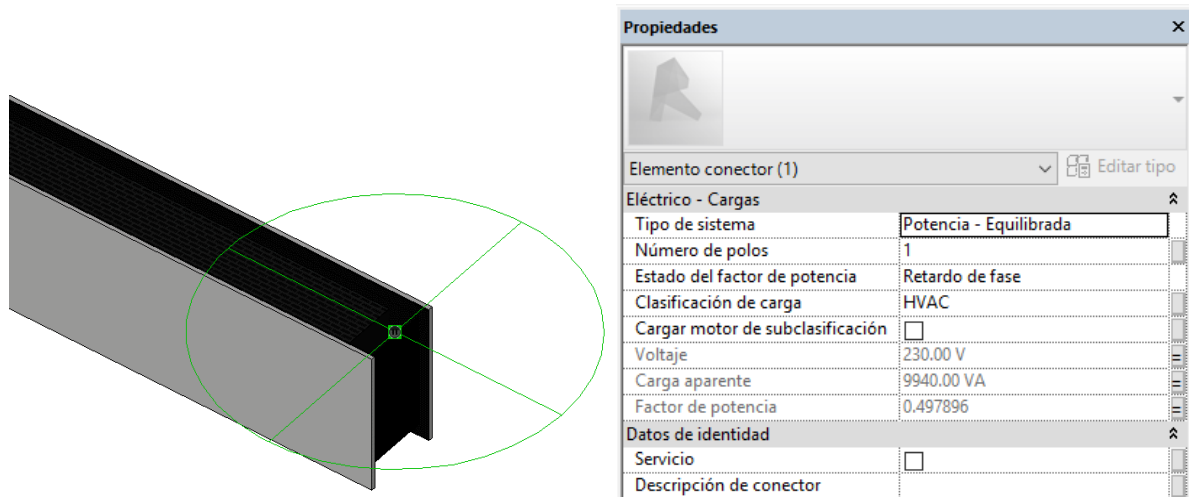 Propiedades
Elemento conector (1)
Editar tipo
Eléctrico - Cargas
Tipo de sistema Potencia - Equilibrada
Número de polos 1
Estado del factor de potencia Retardo de fase
Clasificación de carga HVAC
Cargar motor de subclasificación
Voltaje 230.00 V =
Carga aparente 9940.00 VA =
Factor de potencia 0.497896 =
Datos de identidad
Servicio
Descripción de conector